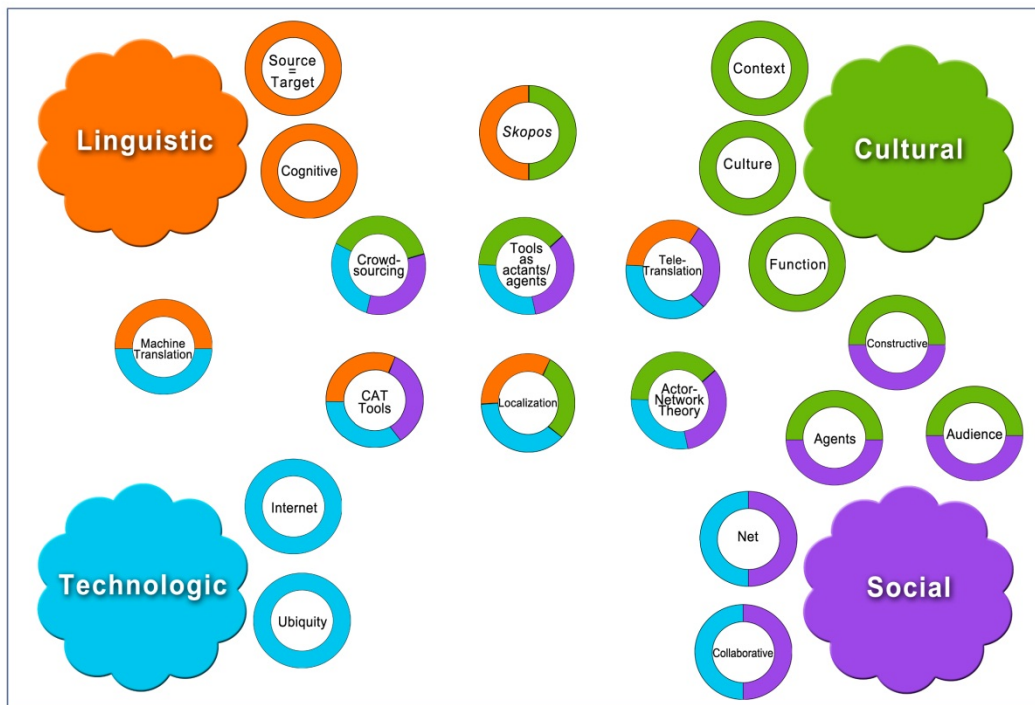 Source
=
Target
Linguistic
Cognitive
Skopos
Context
Culture
Cultural
Function
Crowd-
sourcing
Tools
as
actants/
agents
Tele-
Translation
Machine
Translation
Constructive
CAT
Tools
Localization
Actor-
Network
Theory
Agents
Audience
Internet
Technologic
Ubiquity
Net
Social
Collaborative